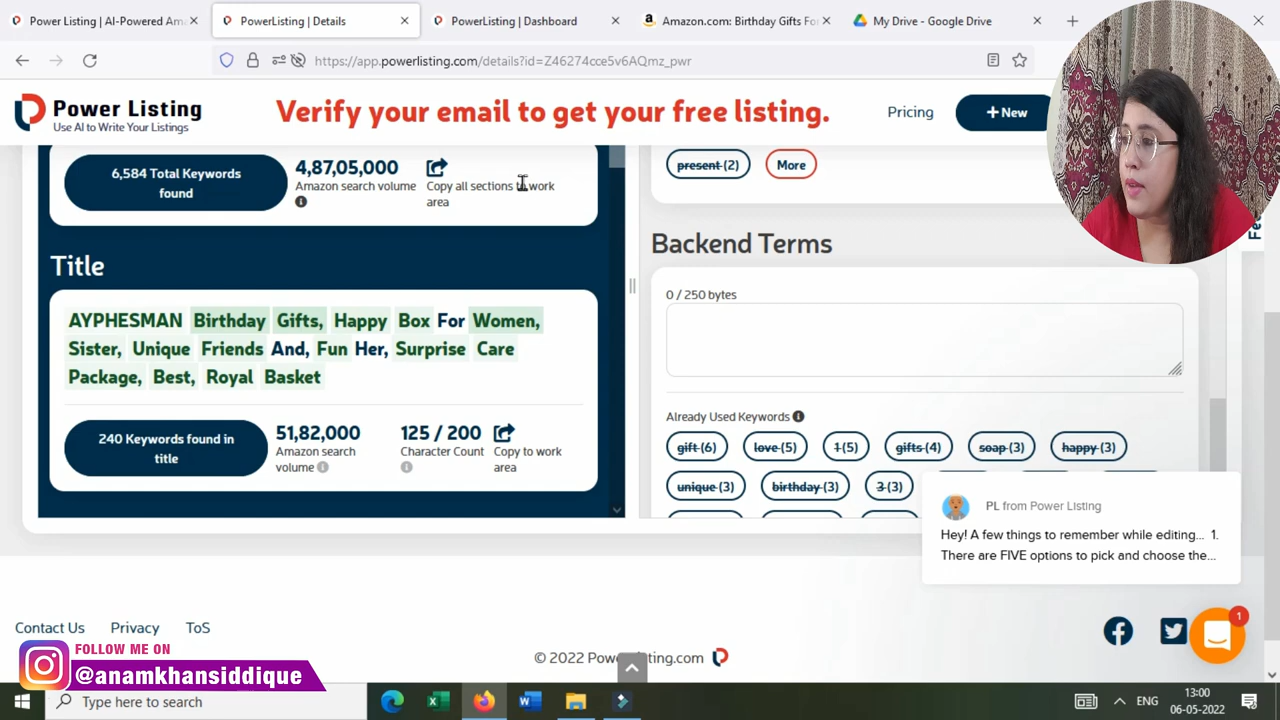 Power Listing | AI-Powered Ama
PowerListing | Details
PowerListing | Dashboard
Amazon.com: Birthday Gifts Fo
My Drive - Google Drive
https://app.powerlisting.com/details?id=Z46274cce5v6AQmz_pwr
Power Listing
Use AI to Write Your Listings
Verify your email to get your free listing.
Pricing
+ New
6,584 Total Keywords
found
4,87,05,000
Amazon search volume
Copy all sections to work
area
present (2)
More
Title
Backend Terms
0 / 250 bytes
AYPHESMAN Birthday Gifts, Happy Box For Women,
Sister, Unique Friends And, Fun Her, Surprise Care
Package, Best, Royal Basket
240 Keywords found in
title
51,82,000
Amazon search
volume
125 / 200
Character Count
Copy to work
area
Already Used Keywords
gift (6)
love (5)
1 (5)
gifts (4)
soap (3)
happy (3)
unique (3)
birthday (3)
3 (3)
PL from Power Listing
Hey! A few things to remember while editing... 1.
There are FIVE options to pick and choose the...
1
Contact Us
Privacy
ToS
© 2022 PowerListing.com
FOLLOW ME ON
@anamkhansiddique
Type here to search
ENG
13:00
06-05-2022